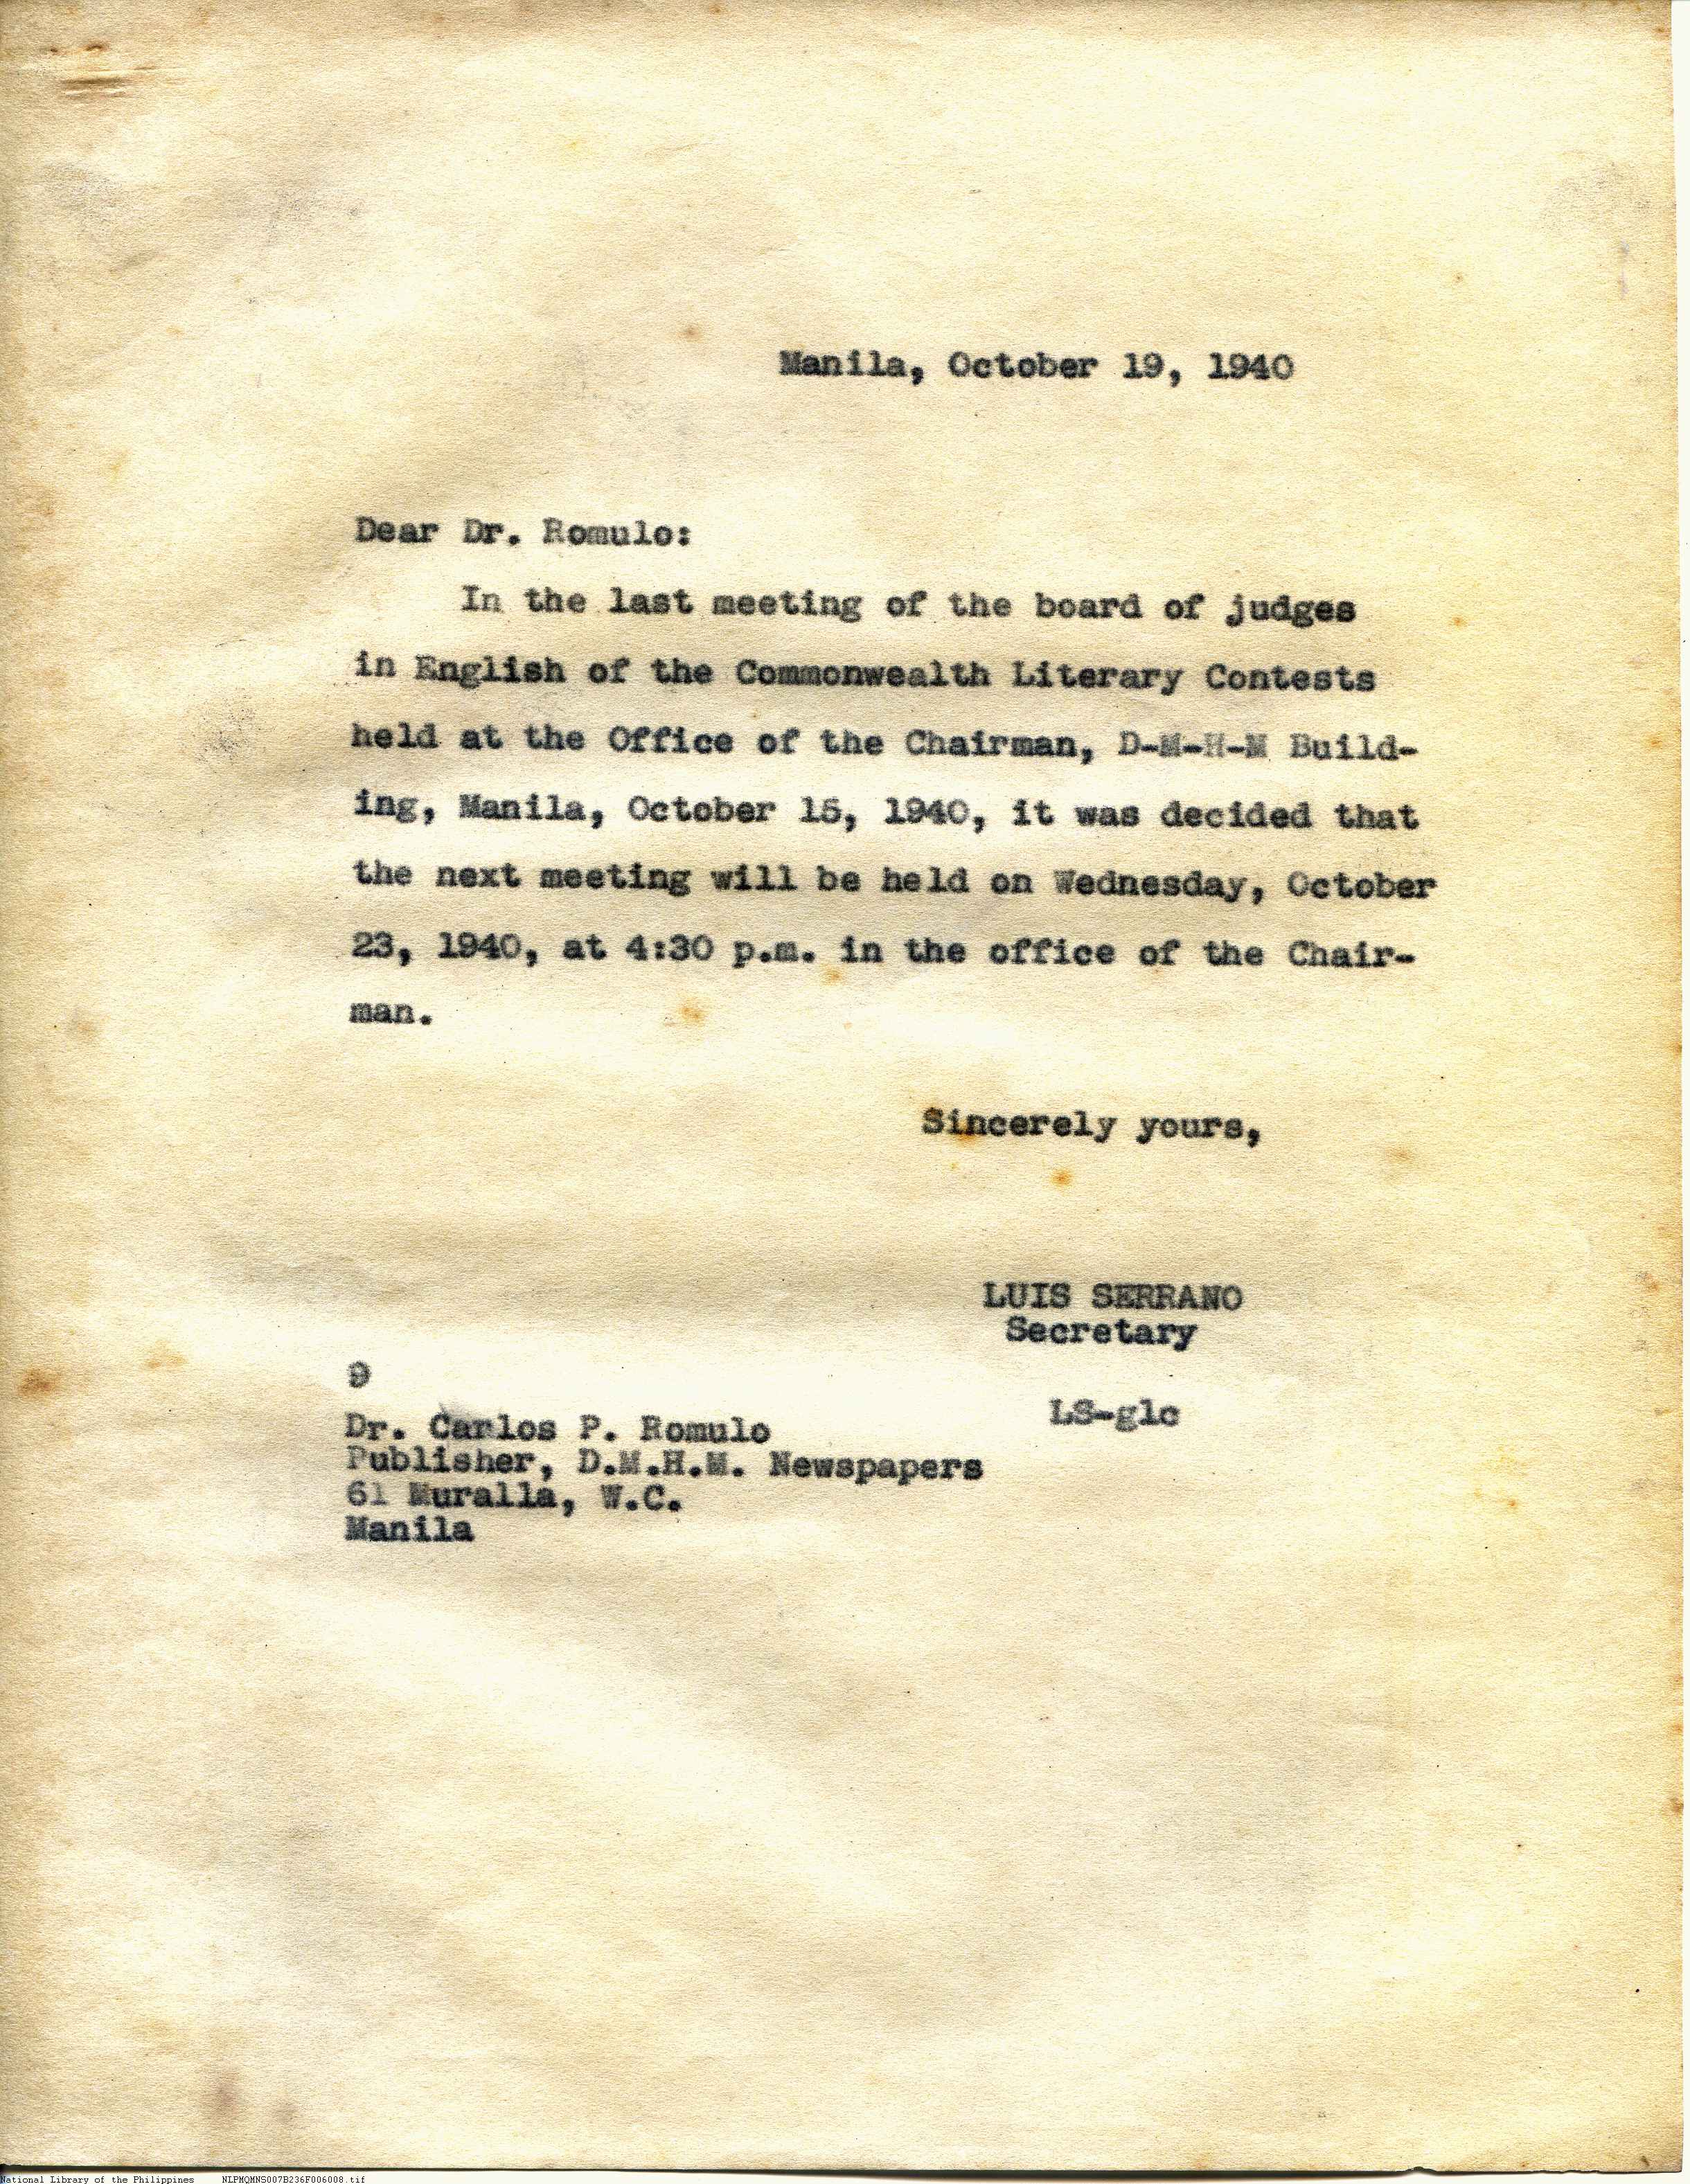 Manila, October 19, 1940
Dear Dr. Romulo:
In the last meeting of the board of judges
in English of the Commonwealth Literary Contests
held at the Office of the Chairman, D-M-H-M Build-
ing, Manila, October 15, 1940, it was decided that
the next meeting will be held on Wednesday, October
23, 1940, at 4:30 p.m. in the office of the Chair-
man.
Sincerely yours,
LUIS SERRANO
Secretary
9
LS-glc
Dr. Carlos P. Romulo
Publisher, D.M.H.M. Newspapers
61 Muralla, W.C.
Manila
National Library of the Philippines NLPMQMNS007B236F006008.tif